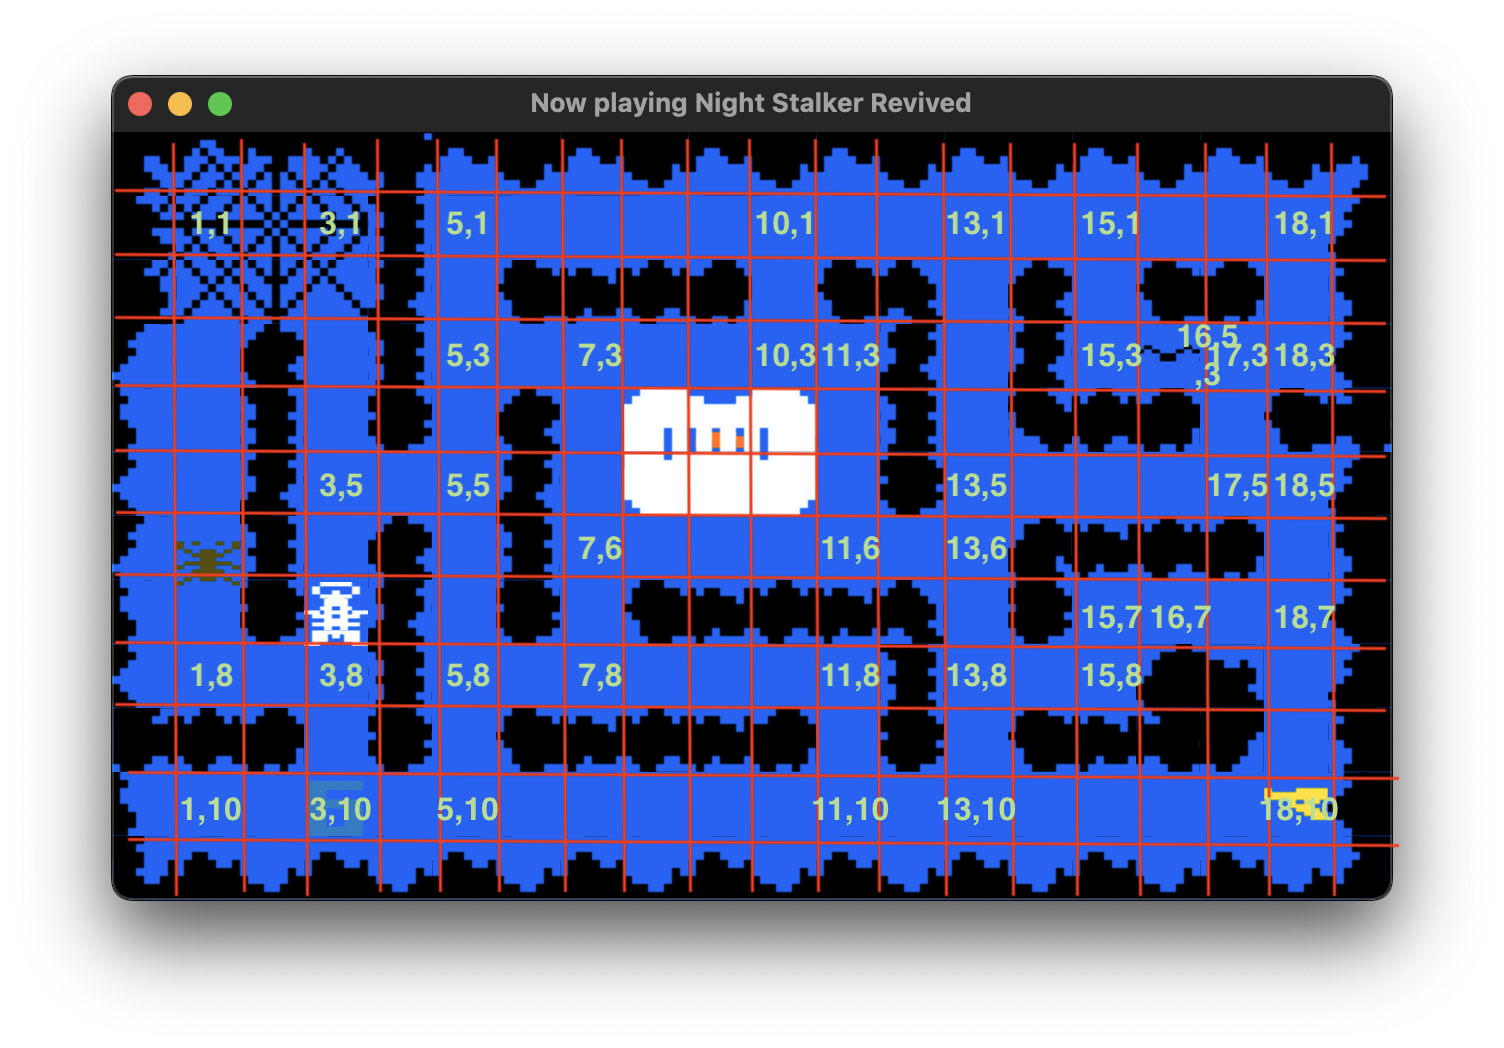 Now playing Night Stalker Revived
1,1 3,1 5,1 10,1 13,1 15,1 18,1
16,5
5,3 7,3 10,3 11,3 15,3 17,3 18,3
,3
3,5 5,5 13,5 17,5 18,5
7,6 11,6 13,6
15,7 16,7 18,7
1,8 3,8 5,8 7,8 11,8 13,8 15,8
1,10 3,10 5,10 11,10 13,10 18,10